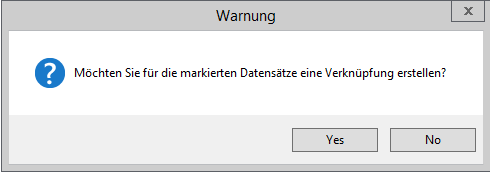 Warnung
x
Möchten Sie für die markierten Datensätze eine Verknüpfung erstellen?
Yes No